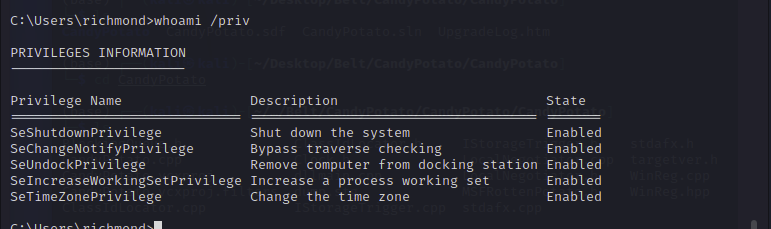 C:\Users\richmond>whoami /priv
PRIVILEGES INFORMATION
----------------------
Privilege Name                Description                          State
============================= ==================================== =======
SeShutdownPrivilege           Shut down the system                 Enabled
SeChangeNotifyPrivilege       Bypass traverse checking             Enabled
SeUndockPrivilege             Remove computer from docking station Enabled
SeIncreaseWorkingSetPrivilege Increase a process working set       Enabled
SeTimeZonePrivilege           Change the time zone                 Enabled
C:\Users\richmond>